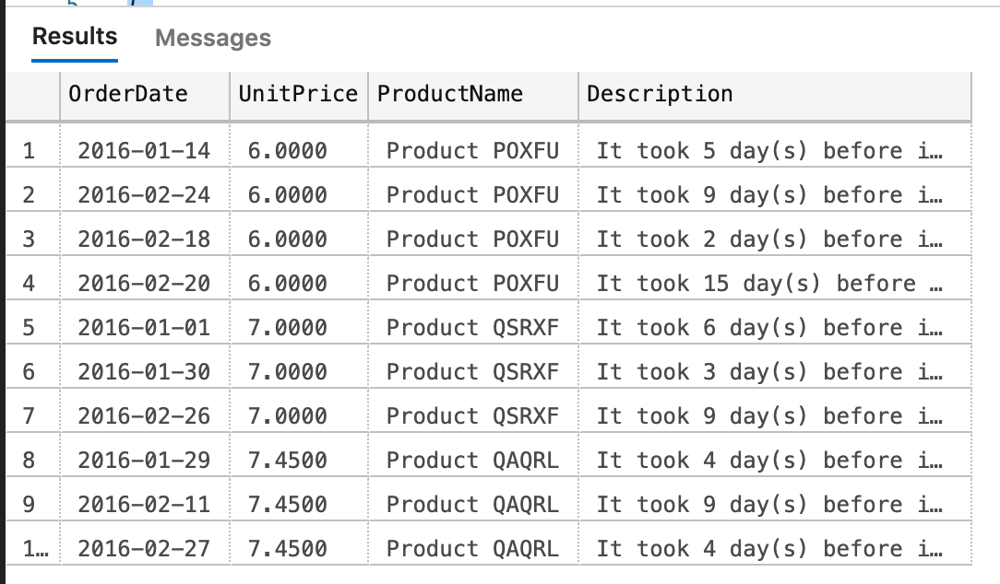 Results Messages
OrderDate UnitPrice ProductName Description
1 2016-01-14 6.0000 Product POXFU It took 5 day(s) before i…
2 2016-02-24 6.0000 Product POXFU It took 9 day(s) before i…
3 2016-02-18 6.0000 Product POXFU It took 2 day(s) before i…
4 2016-02-20 6.0000 Product POXFU It took 15 day(s) before …
5 2016-01-01 7.0000 Product QSRXF It took 6 day(s) before i…
6 2016-01-30 7.0000 Product QSRXF It took 3 day(s) before i…
7 2016-02-26 7.0000 Product QSRXF It took 9 day(s) before i…
8 2016-01-29 7.4500 Product QAQRL It took 4 day(s) before i…
9 2016-02-11 7.4500 Product QAQRL It took 9 day(s) before i…
1… 2016-02-27 7.4500 Product QAQRL It took 4 day(s) before i…